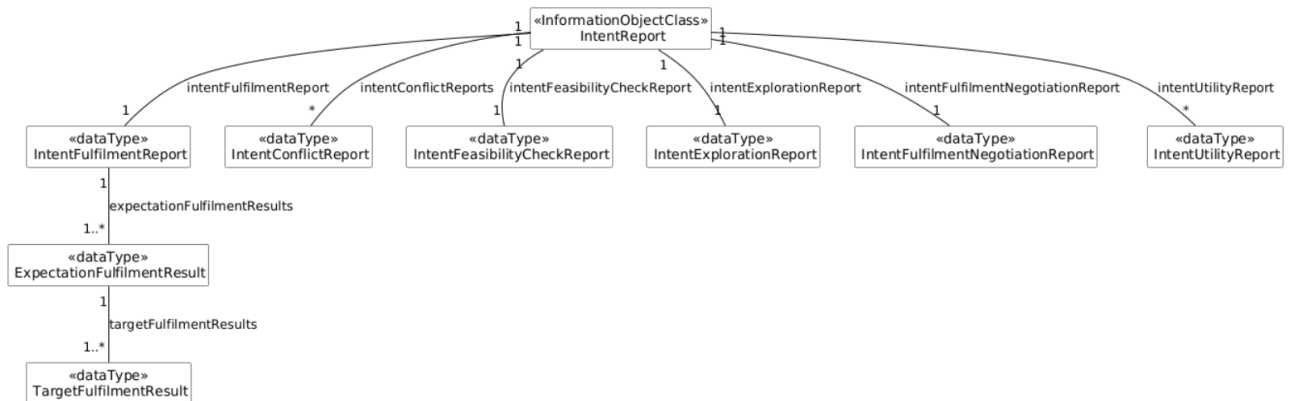 «InformationObjectClass»
IntentReport
1
1
1
1
1
1
intentFulfilmentReport
intentConflictReports
intentFeasibilityCheckReport
intentExplorationReport
intentFulfilmentNegotiationReport
intentUtilityReport
1
*
1
1
1
*
«dataType»
IntentFulfilmentReport
«dataType»
IntentConflictReport
«dataType»
IntentFeasibilityCheckReport
«dataType»
IntentExplorationReport
«dataType»
IntentFulfilmentNegotiationReport
«dataType»
IntentUtilityReport
1
expectationFulfilmentResults
1..*
«dataType»
ExpectationFulfilmentResult
1
targetFulfilmentResults
1..*
«dataType»
TargetFulfilmentResult